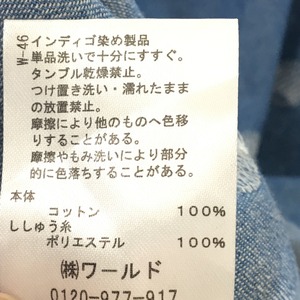 W-46
インディゴ染め製品
単品洗いで十分にすすぐ。
タンブル乾燥禁止。
つけ置き洗い・濡れたまま
の放置禁止。
摩擦により他のものへ色移
りすることがある。
摩擦やもみ洗いにより部分
的に色落ちすることがある。
本体
コットン 100%
ししゅう糸
ポリエステル 100%
㈱ワールド
0120-977-917